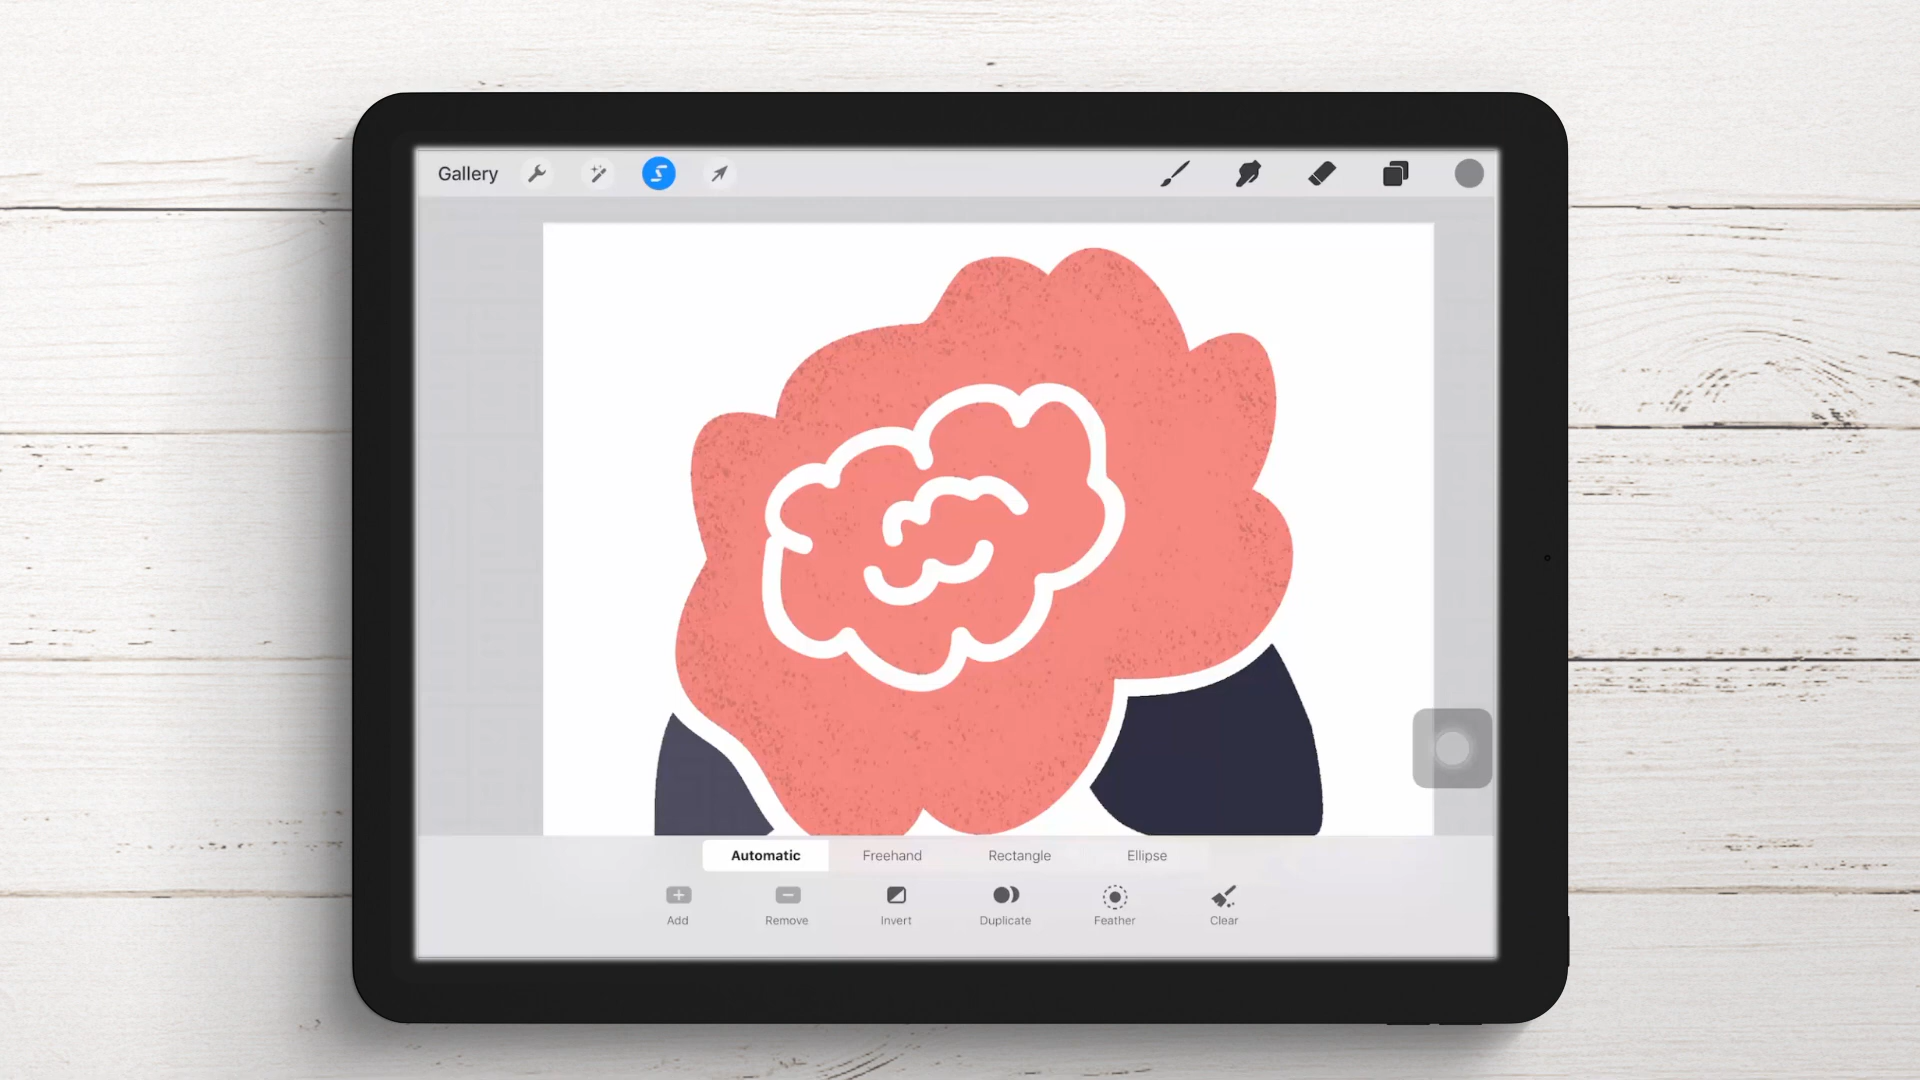 Gallery
Automatic Freehand Rectangle Ellipse
Add Remove Invert Duplicate Feather Clear